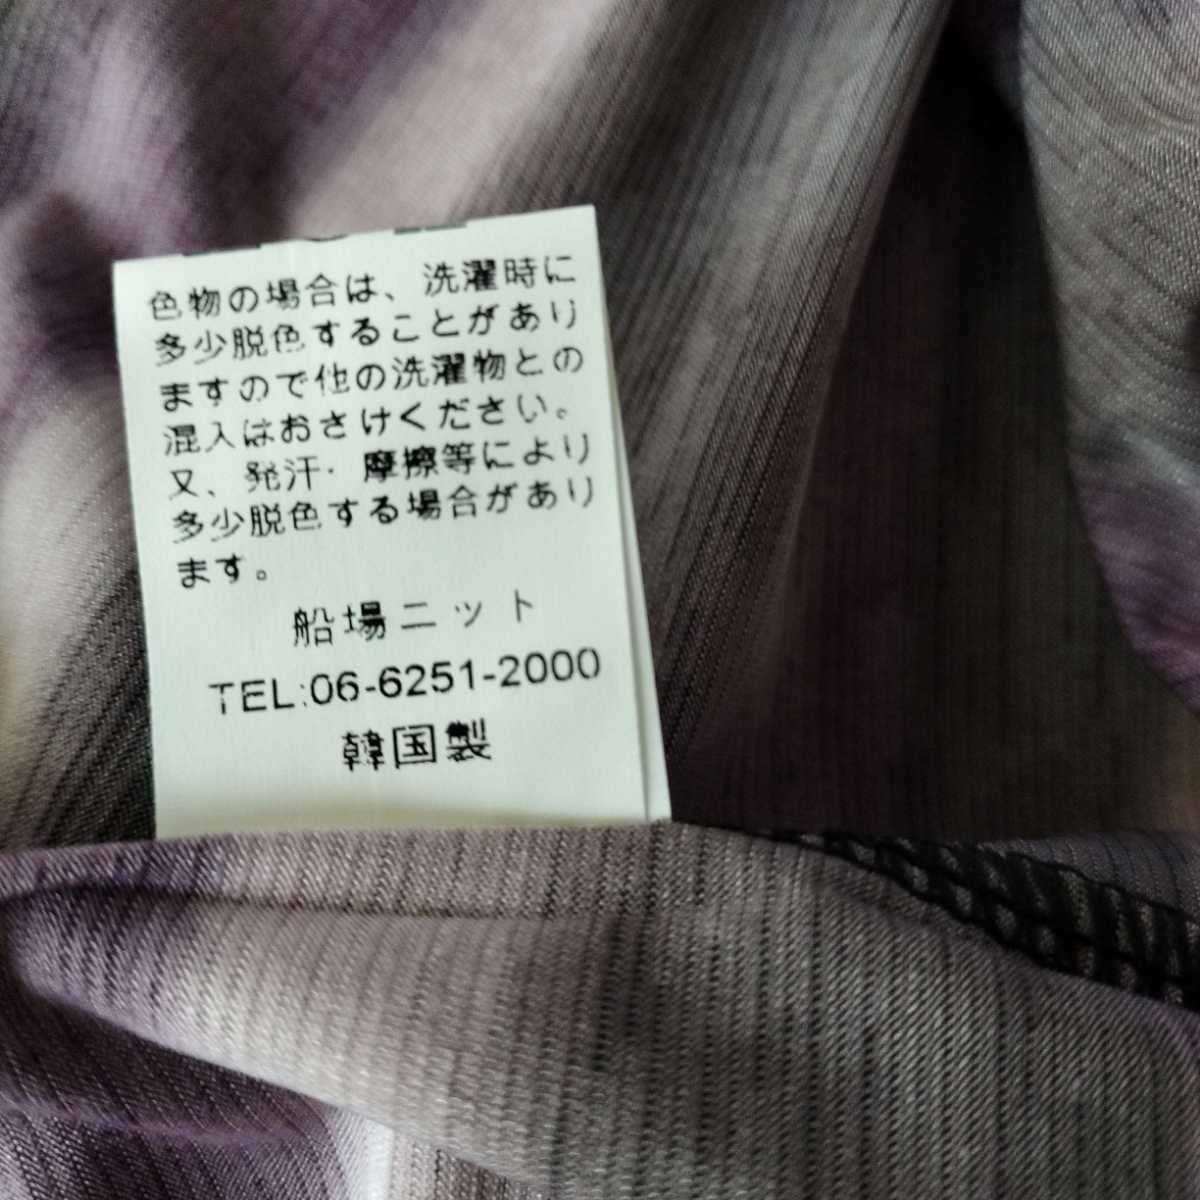 色物の場合は、洗濯時に
多少脱色することがあり
ますので他の洗濯物との
混入はおさけください。
又、発汗・摩擦等により
多少脱色する場合があり
ます。
船場ニット
TEL:06-6251-2000
韓国製